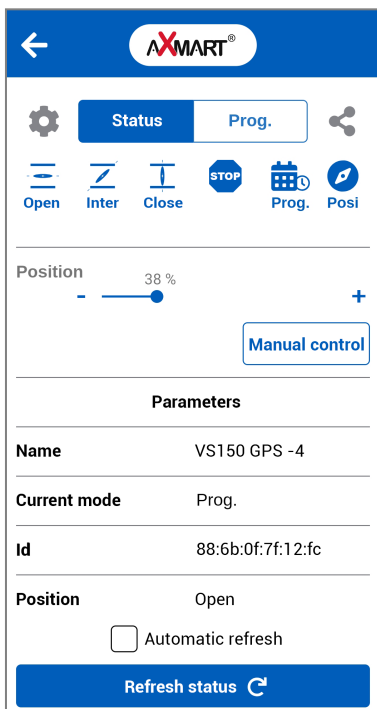 AXMART®
Status Prog.
STOP
Open Inter Close Prog. Posi
Position
38 %
- +
Manual control
Parameters
Name VS150 GPS -4
Current mode Prog.
Id 88:6b:0f:7f:12:fc
Position Open
Automatic refresh
Refresh status